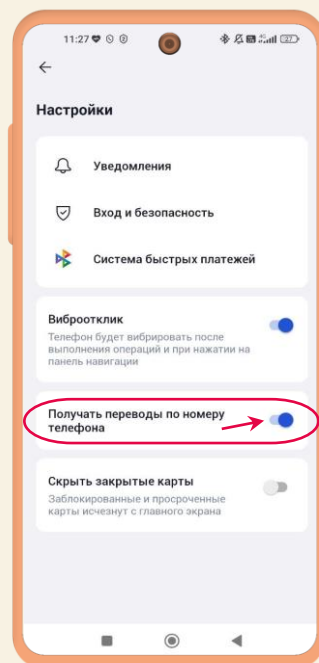 11:27
Настройки
Уведомления
Вход и безопасность
Система быстрых платежей
Виброотклик
Телефон будет вибрировать после
выполнения операций и при нажатии на
панель навигации
Получать переводы по номеру
телефона
Скрыть закрытые карты
Заблокированные и просроченные
карты исчезнут с главного экрана